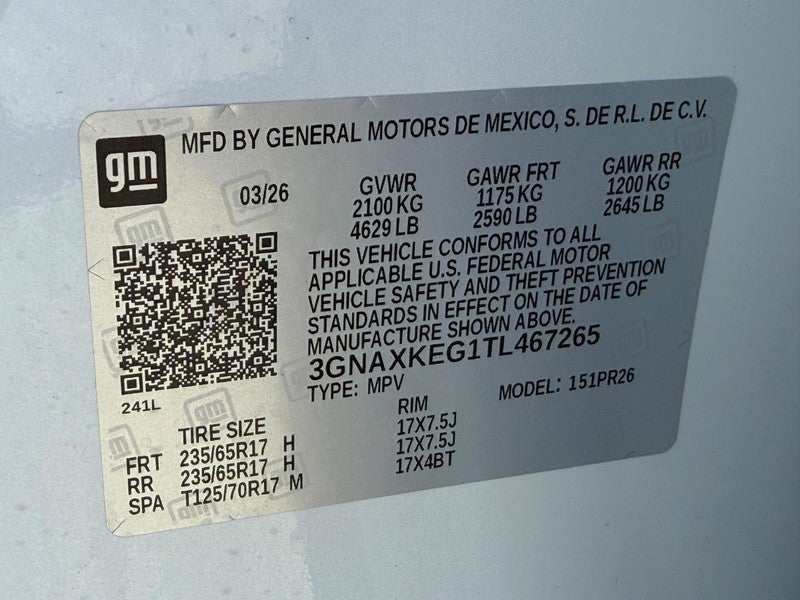 gm
MFD BY GENERAL MOTORS DE MEXICO, S. DE R.L. DE C.V.
03/26
GVWR
2100 KG
4629 LB
GAWR FRT
1175 KG
2590 LB
GAWR RR
1200 KG
2645 LB
THIS VEHICLE CONFORMS TO ALL
APPLICABLE U.S. FEDERAL MOTOR
VEHICLE SAFETY AND THEFT PREVENTION
STANDARDS IN EFFECT ON THE DATE OF
MANUFACTURE SHOWN ABOVE.
3GNAXKEG1TL467265
TYPE: MPV MODEL: 151PR26
241L
TIRE SIZE RIM
FRT 235/65R17 H 17X7.5J
RR 235/65R17 H 17X7.5J
SPA T125/70R17 M 17X4BT